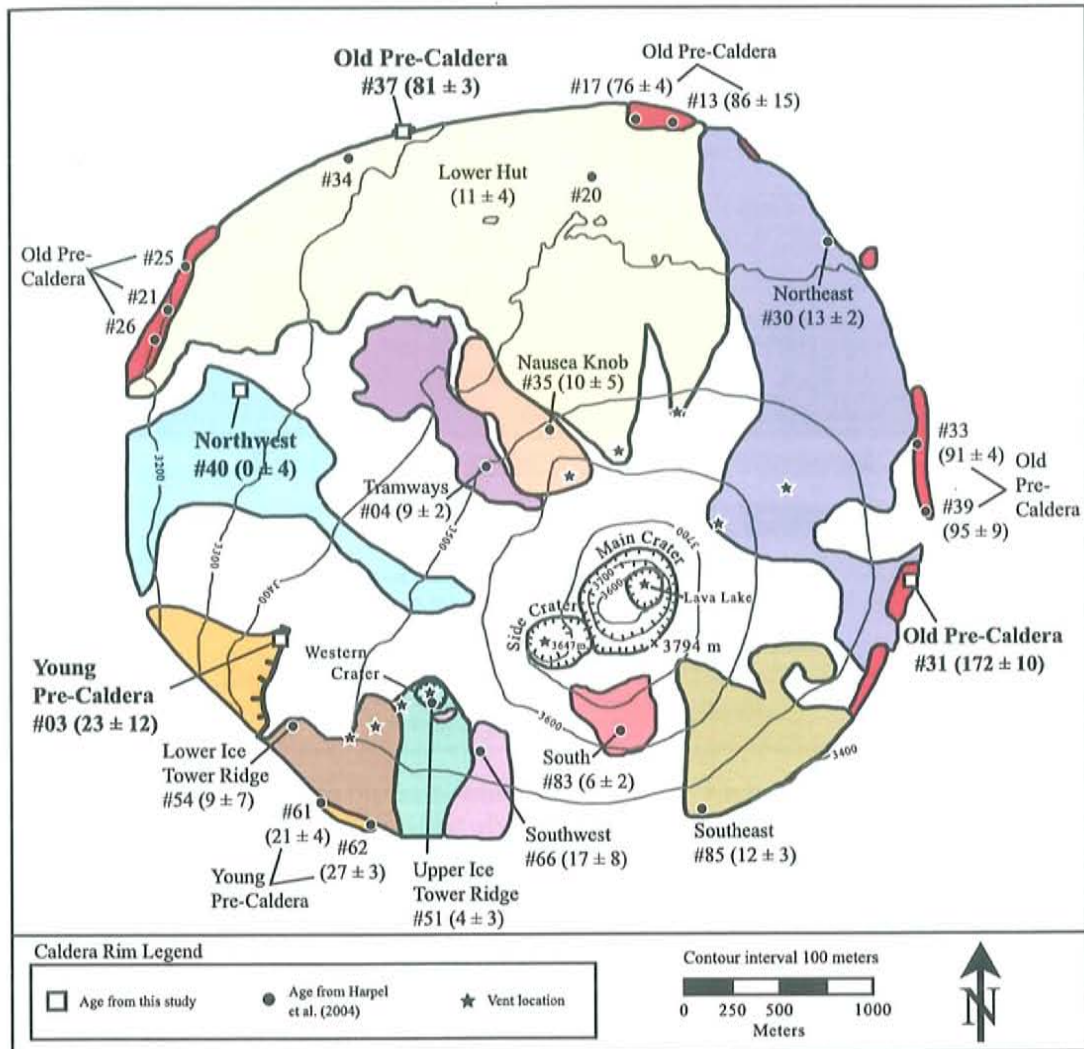 Old Pre-Caldera
#37 (81 ± 3)
Old Pre-Caldera
#17 (76 ± 4)
#13 (86 ± 15)
#34
Lower Hut
(11 ± 4)
#20
Old Pre-
Caldera
#25
#21
#26
Northeast
#30 (13 ± 2)
Nausea Knob
#35 (10 ± 5)
Northwest
#40 (0 ± 4)
Tramways
#04 (9 ± 2)
#33
(91 ± 4)
#39
(95 ± 9)
Old
Pre-
Caldera
3200
3300
3400
3500
3700
Main Crater
3700
3600
Lava Lake
Side Crater
3647m
× 3794 m
Old Pre-Caldera
#31 (172 ± 10)
Young
Pre-Caldera
#03 (23 ± 12)
Western
Crater
3600
3400
Lower Ice
Tower Ridge
#54 (9 ± 7)
South
#83 (6 ± 2)
#61
(21 ± 4)
#62
(27 ± 3)
Young
Pre-Caldera
Upper Ice
Tower Ridge
#51 (4 ± 3)
Southwest
#66 (17 ± 8)
Southeast
#85 (12 ± 3)
Caldera Rim Legend
Age from this study
Age from Harpel
et al. (2004)
Vent location
Contour interval 100 meters
0 250 500 1000
Meters
N